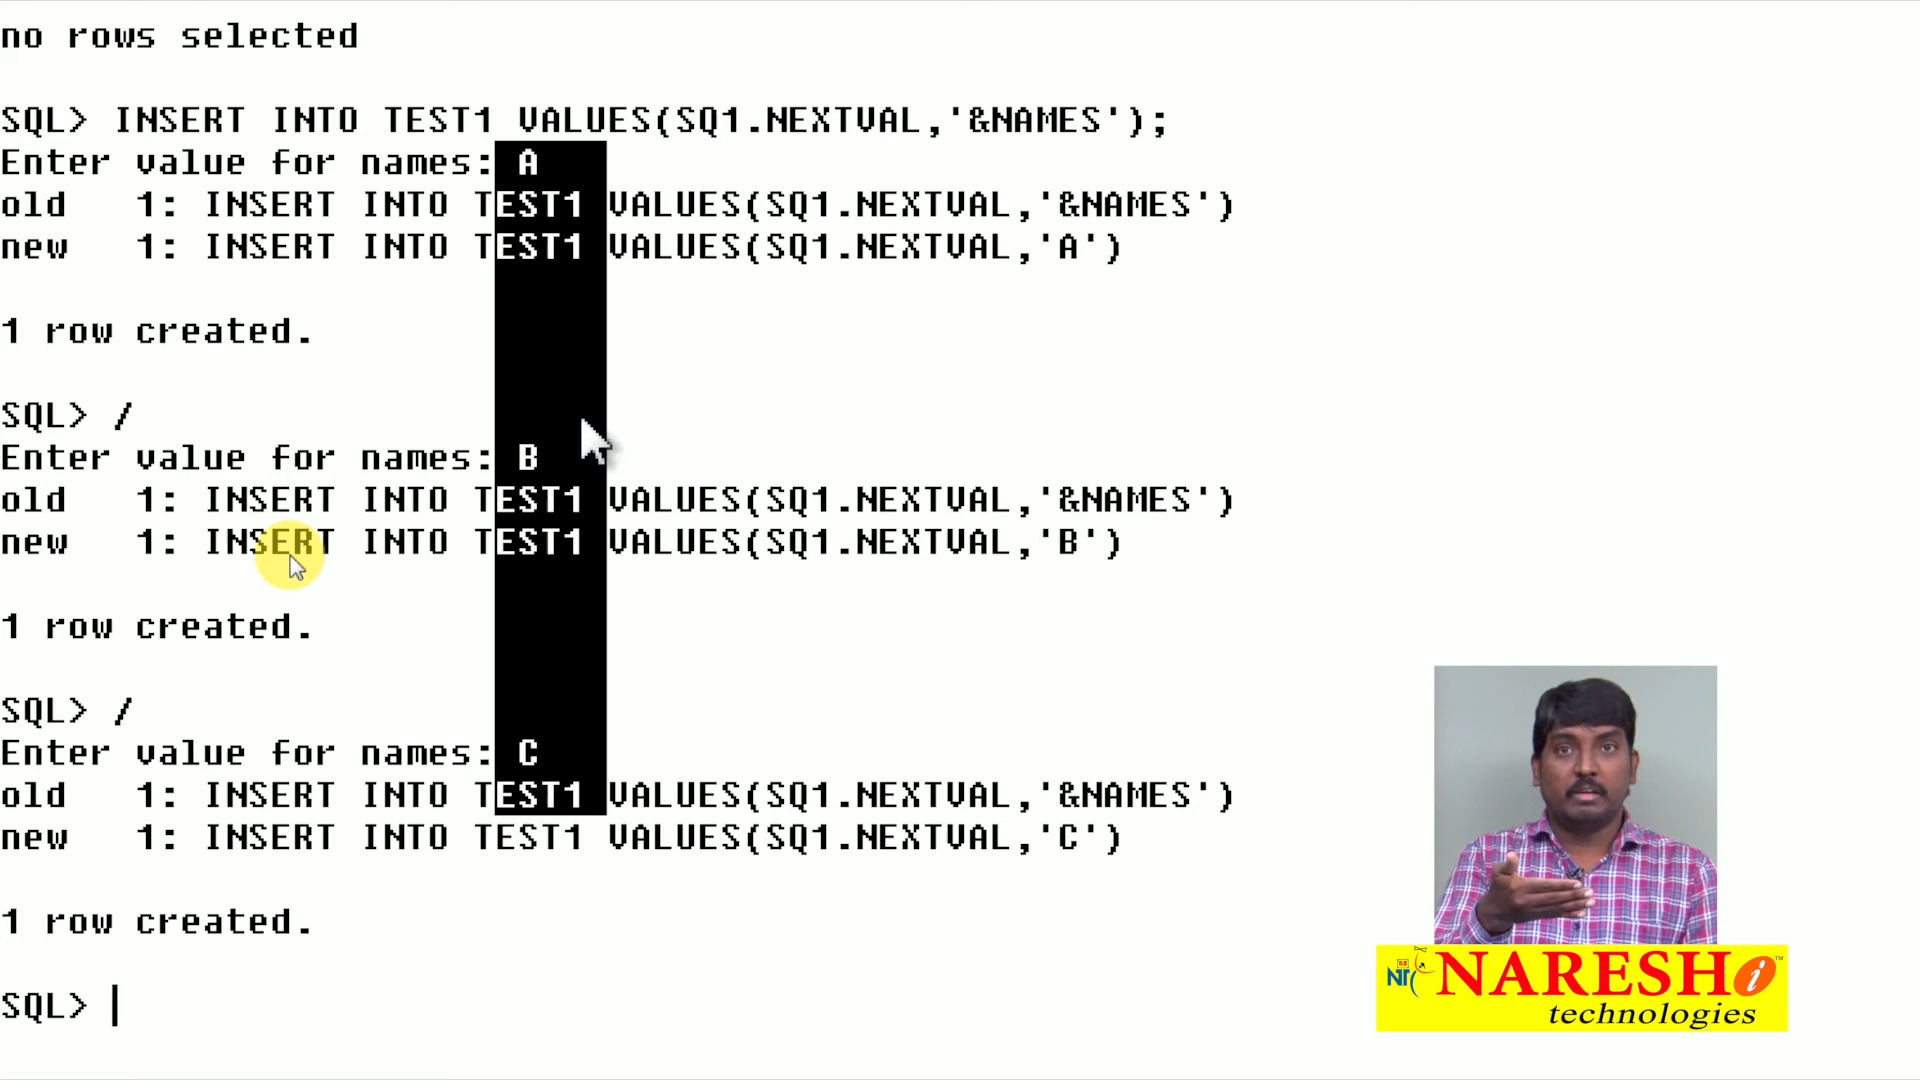 no rows selected
SQL> INSERT INTO TEST1 VALUES(SQ1.NEXTVAL,'&NAMES');
Enter value for names: A
old   1: INSERT INTO TEST1 VALUES(SQ1.NEXTVAL,'&NAMES')
new   1: INSERT INTO TEST1 VALUES(SQ1.NEXTVAL,'A')
1 row created.
SQL> /
Enter value for names: B
old   1: INSERT INTO TEST1 VALUES(SQ1.NEXTVAL,'&NAMES')
new   1: INSERT INTO TEST1 VALUES(SQ1.NEXTVAL,'B')
1 row created.
SQL> /
Enter value for names: C
old   1: INSERT INTO TEST1 VALUES(SQ1.NEXTVAL,'&NAMES')
new   1: INSERT INTO TEST1 VALUES(SQ1.NEXTVAL,'C')
1 row created.
SQL>
NT NARESH i ™
technologies